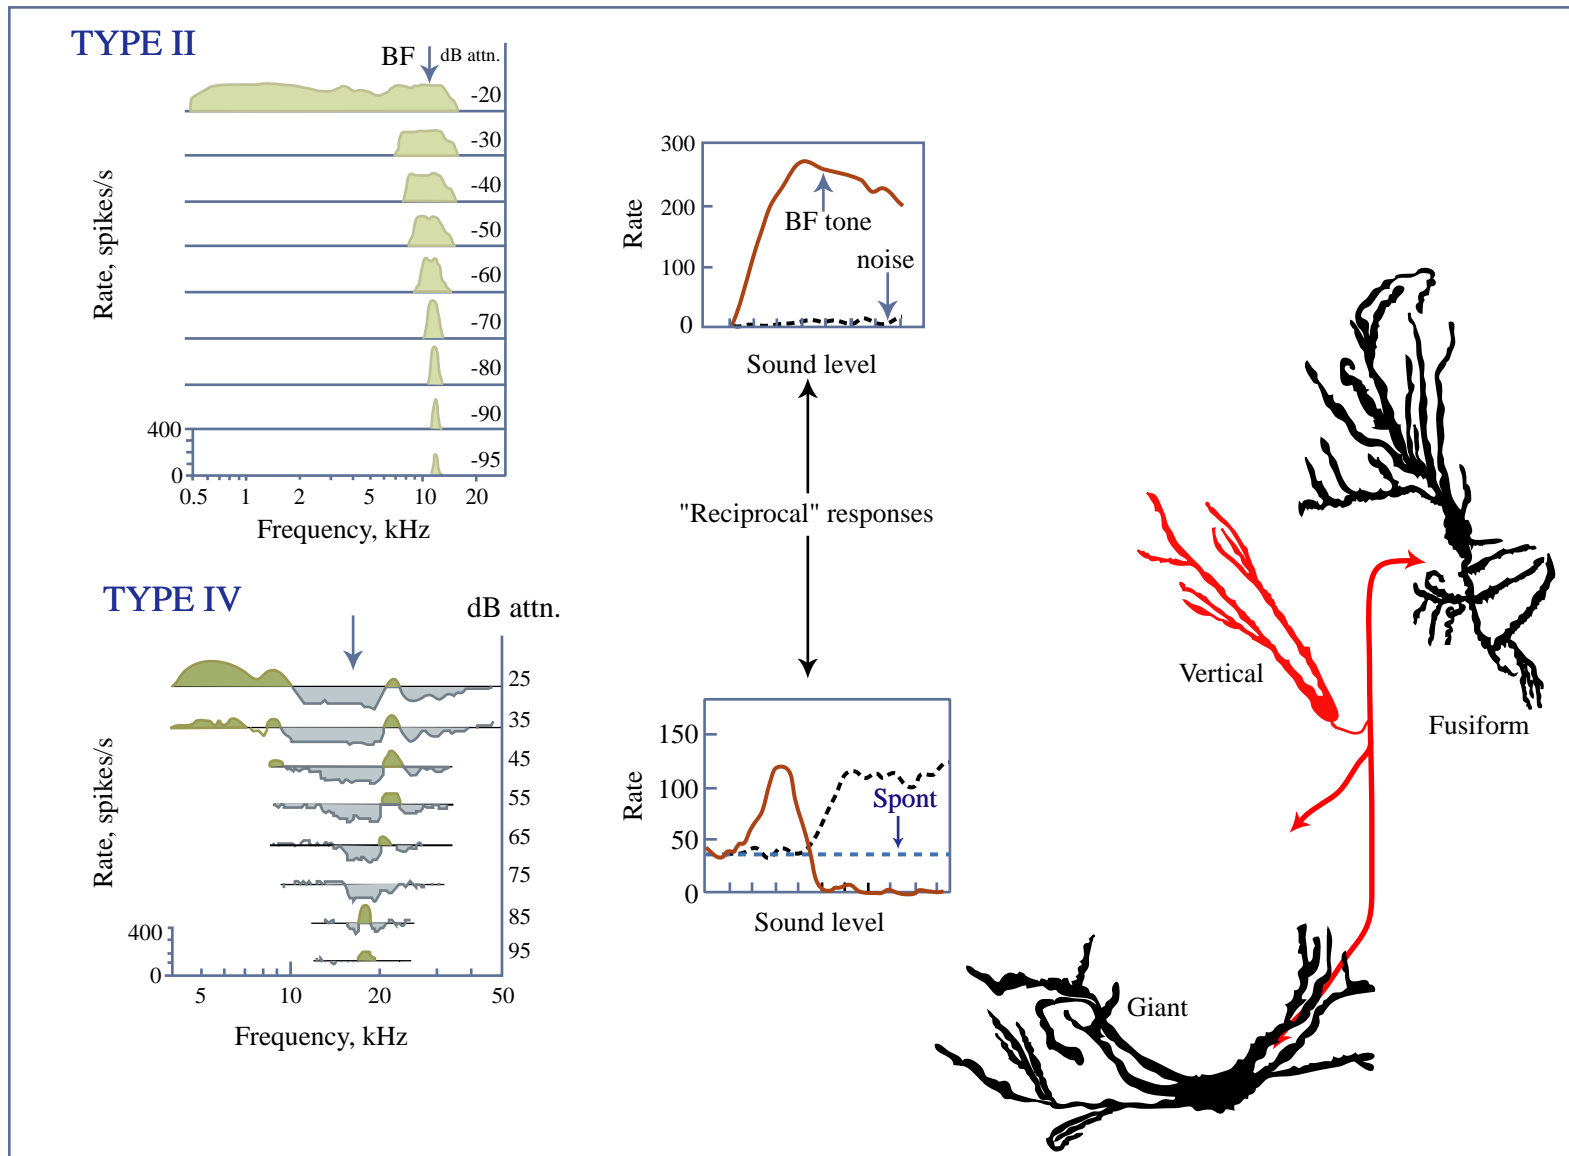 TYPE II
BF
dB attn.
-20
-30
-40
-50
-60
-70
-80
-90
-95
Rate, spikes/s
400
0
0.5 1 2 5 10 20
Frequency, kHz
300
200
100
0
Rate
BF tone
noise
Sound level
"Reciprocal" responses
TYPE IV
dB attn.
25
35
45
55
65
75
85
95
Rate, spikes/s
400
0
5 10 20 50
Frequency, kHz
150
100
50
0
Rate
Spont
Sound level
Vertical
Fusiform
Giant